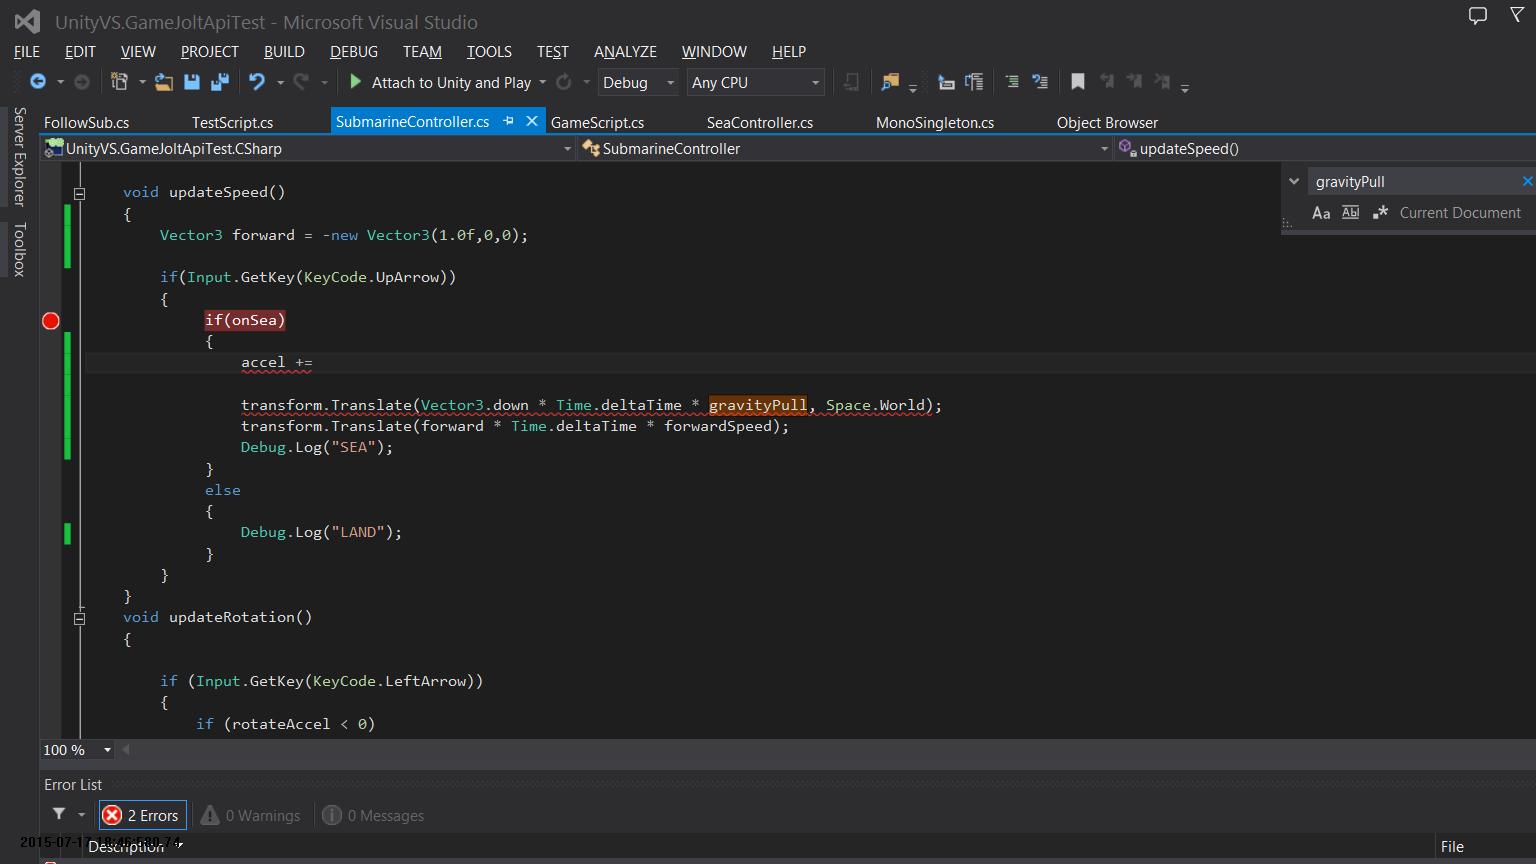 UnityVS.GameJoltApiTest - Microsoft Visual Studio
FILE EDIT VIEW PROJECT BUILD DEBUG TEAM TOOLS TEST ANALYZE WINDOW HELP
Attach to Unity and Play Debug Any CPU
Server Explorer
Toolbox
FollowSub.cs TestScript.cs SubmarineController.cs GameScript.cs SeaController.cs MonoSingleton.cs Object Browser
UnityVS.GameJoltApiTest.CSharp SubmarineController updateSpeed()
gravityPull
Aa Abl .* Current Document
void updateSpeed()
{
Vector3 forward = -new Vector3(1.0f,0,0);
if(Input.GetKey(KeyCode.UpArrow))
{
if(onSea)
{
accel +=
transform.Translate(Vector3.down * Time.deltaTime * gravityPull, Space.World);
transform.Translate(forward * Time.deltaTime * forwardSpeed);
Debug.Log("SEA");
}
else
{
Debug.Log("LAND");
}
}
}
void updateRotation()
{
if (Input.GetKey(KeyCode.LeftArrow))
{
if (rotateAccel < 0)
100 %
Error List
2 Errors 0 Warnings 0 Messages
Description File